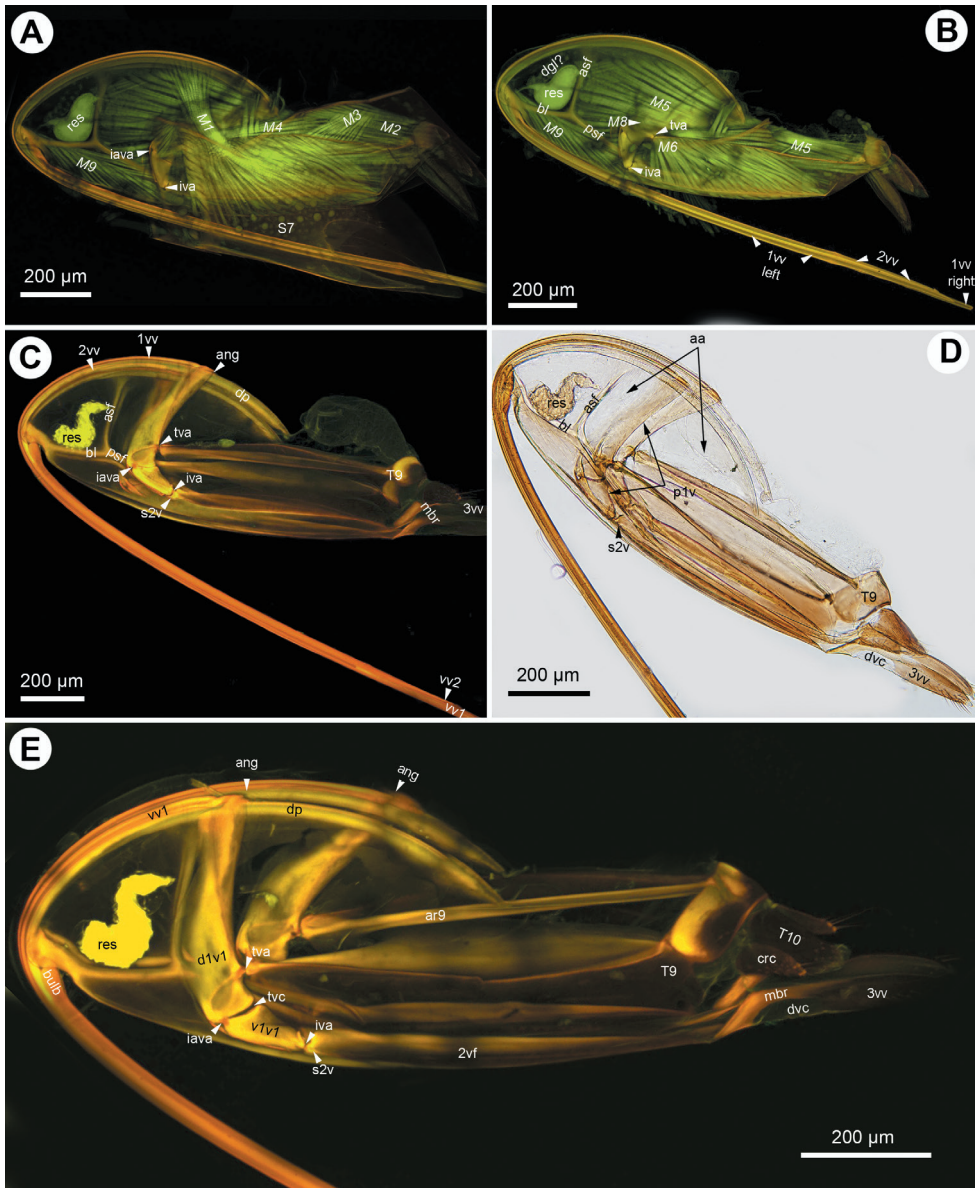 A
res
M1
M4
M3
M2
iava
M9
iva
S7
200 µm
B
dgl?
asf
res
bl
M5
M8
tva
psf
M9
M6
M5
iva
1vv
left
2vv
1vv
right
200 µm
C
1vv
2vv
ang
dp
asf
res
tva
bl
psf
iava
iva
s2v
T9
3vv
mbr
200 µm
vv2
vv1
D
aa
res
asf
bl
p1v
s2v
T9
dvc
3vv
200 µm
E
ang
ang
vv1
dp
res
ar9
d1v1
tva
T10
bulb
T9
crc
tvc
mbr
3vv
iava
v1v1
iva
dvc
2vf
s2v
200 µm